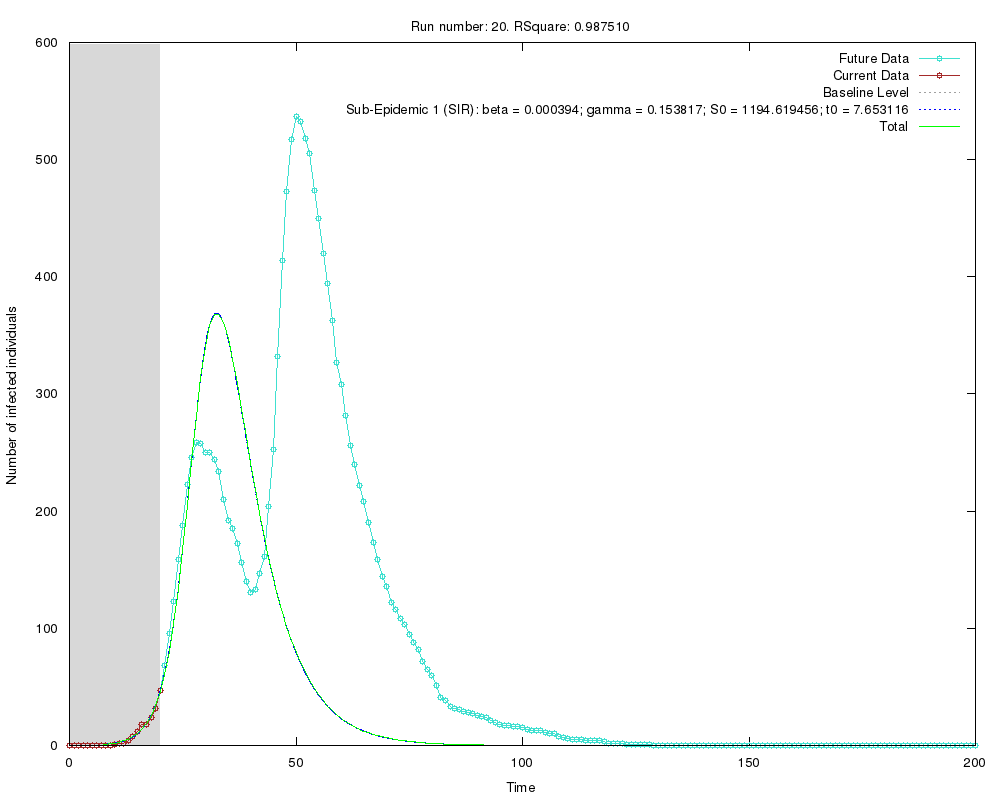 Run number: 20. RSquare: 0.987510
600
500
400
300
200
100
0
0
50
100
150
200
Number of infected individuals
Time
Future Data
Current Data
Baseline Level
Sub-Epidemic 1 (SIR): beta = 0.000394; gamma = 0.153817; S0 = 1194.619456; t0 = 7.653116
Total